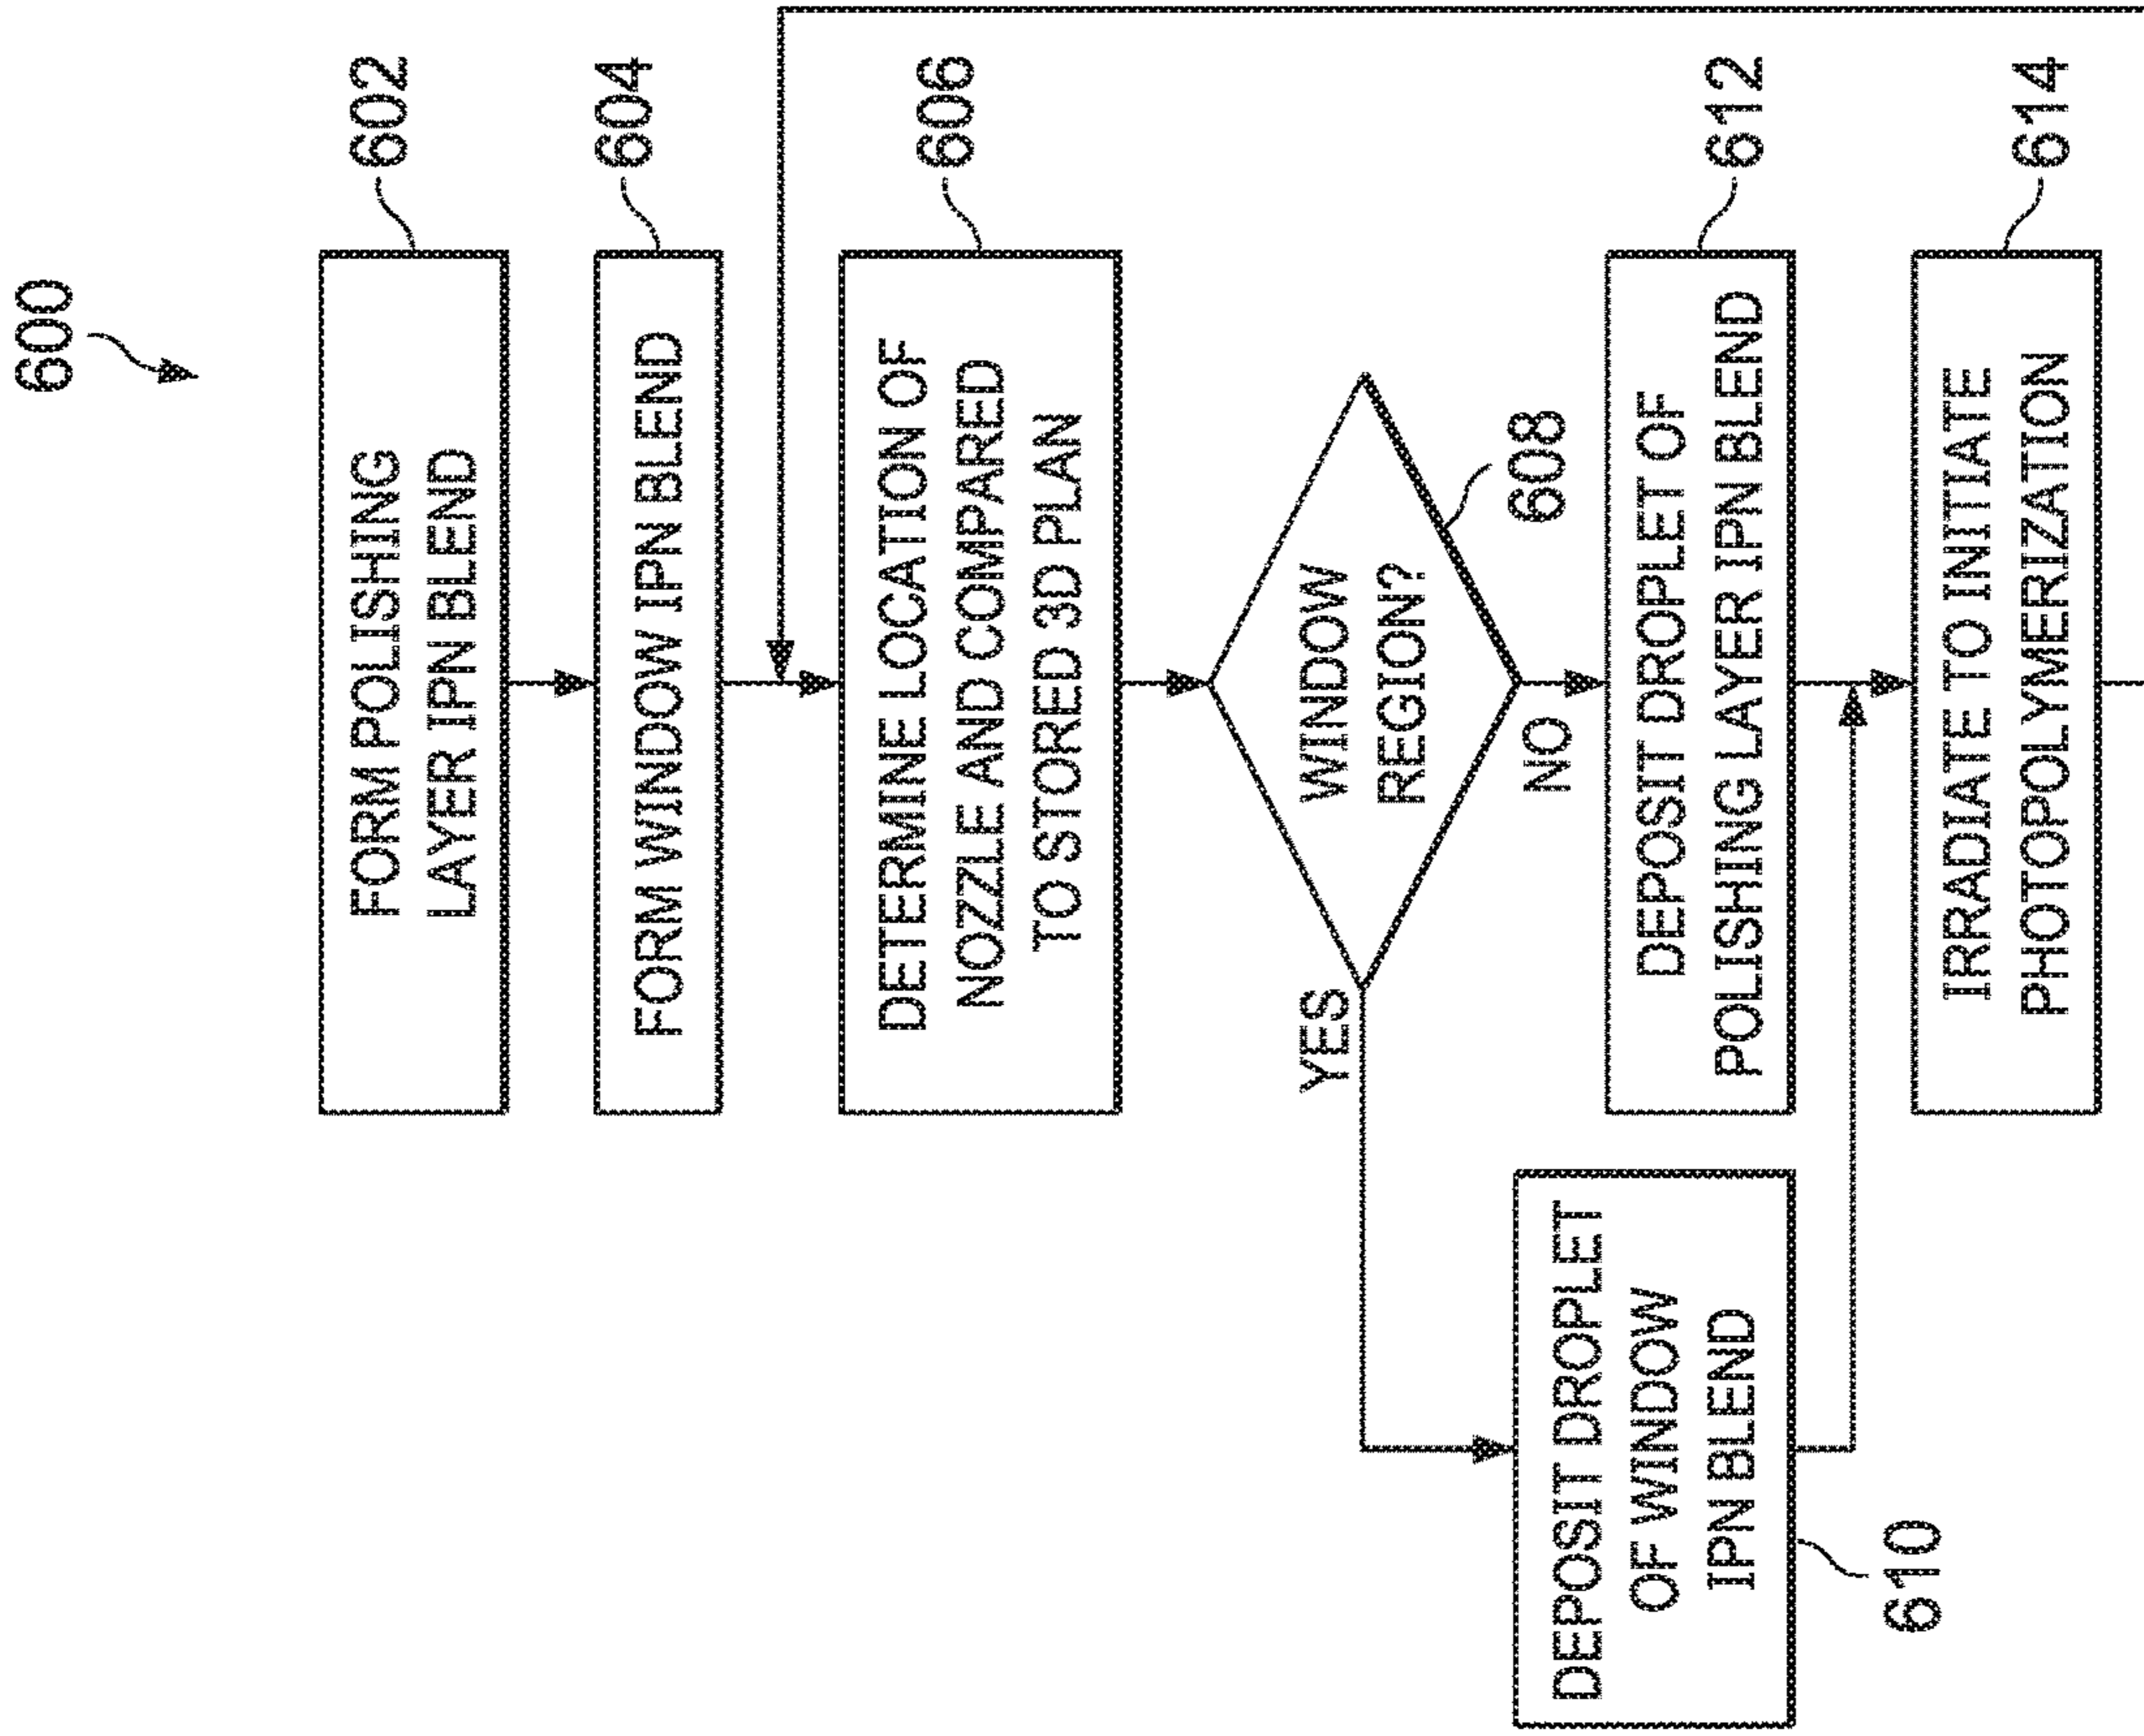 600
FORM POLISHING
LAYER IPN BLEND
602
FORM WINDOW IPN BLEND
604
DETERMINE LOCATION OF
NOZZLE AND COMPARED
TO STORED 3D PLAN
606
WINDOW
REGION?
608
YES
NO
DEPOSIT DROPLET
OF WINDOW
IPN BLEND
610
DEPOSIT DROPLET OF
POLISHING LAYER IPN BLEND
612
IRRADIATE TO INITIATE
PHOTOPOLYMERIZATION
614